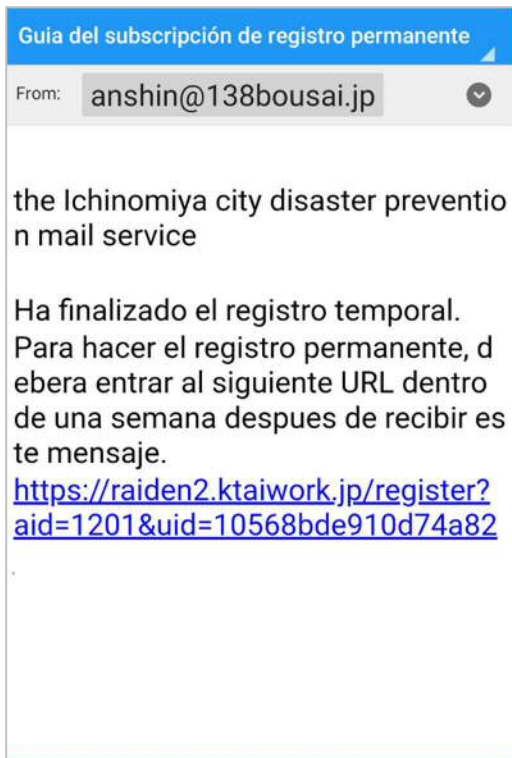 Guia del subscripción de registro permanente
From: anshin@138bousai.jp
the Ichinomiya city disaster preventio
n mail service
Ha finalizado el registro temporal.
Para hacer el registro permanente, d
ebera entrar al siguiente URL dentro
de una semana despues de recibir es
te mensaje.
https://raiden2.ktaiwork.jp/register?
aid=1201&uid=10568bde910d74a82